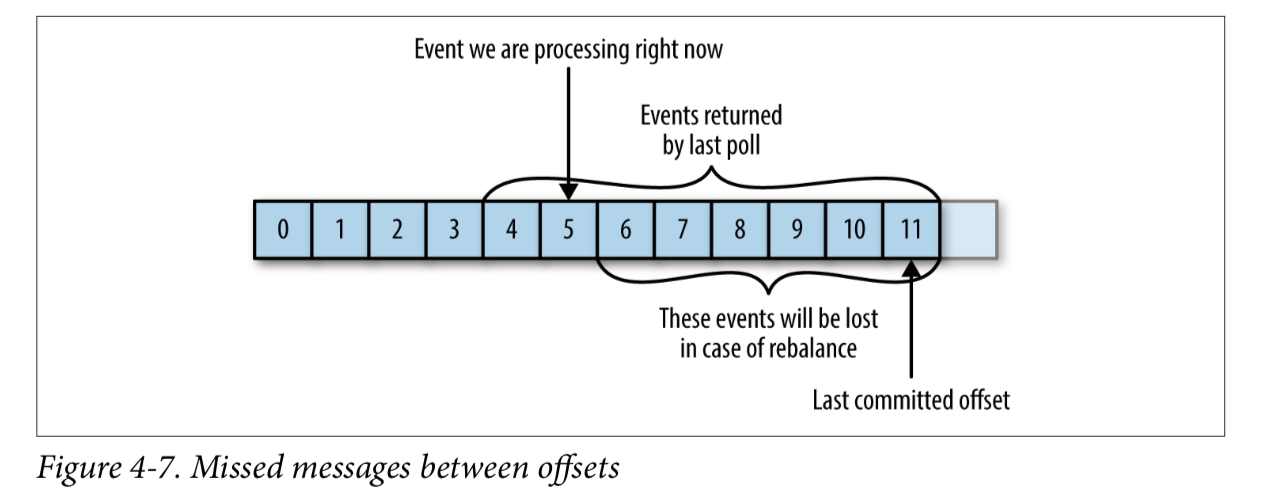 Event we are processing right now
Events returned
by last poll
0 1 2 3 4 5 6 7 8 9 10 11
These events will be lost
in case of rebalance
Last committed offset
Figure 4-7. Missed messages between offsets